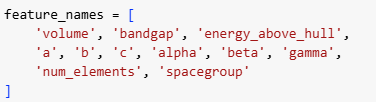 feature_names = [
    'volume', 'bandgap', 'energy_above_hull',
    'a', 'b', 'c', 'alpha', 'beta', 'gamma',
    'num_elements', 'spacegroup'
]